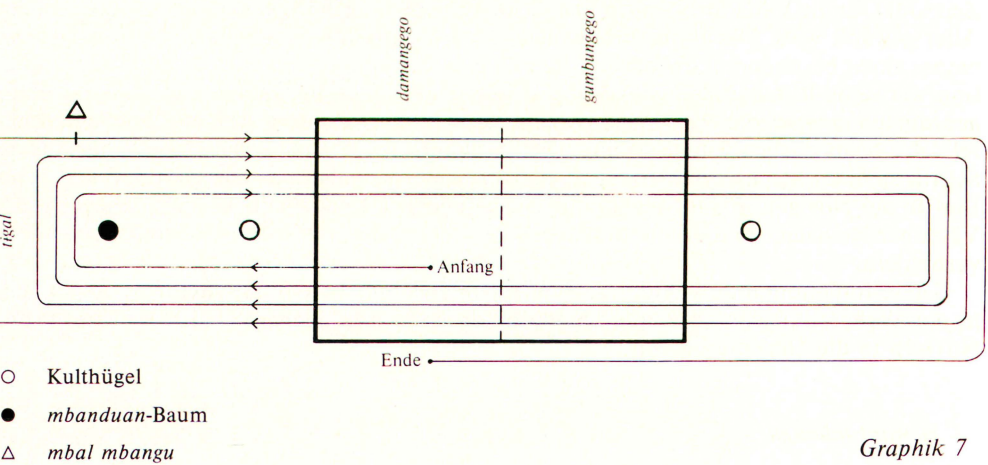 damangego
gumbungego
tigal
Anfang
Ende
Kulthügel
mbanduan-Baum
mbal mbangu
Graphik 7